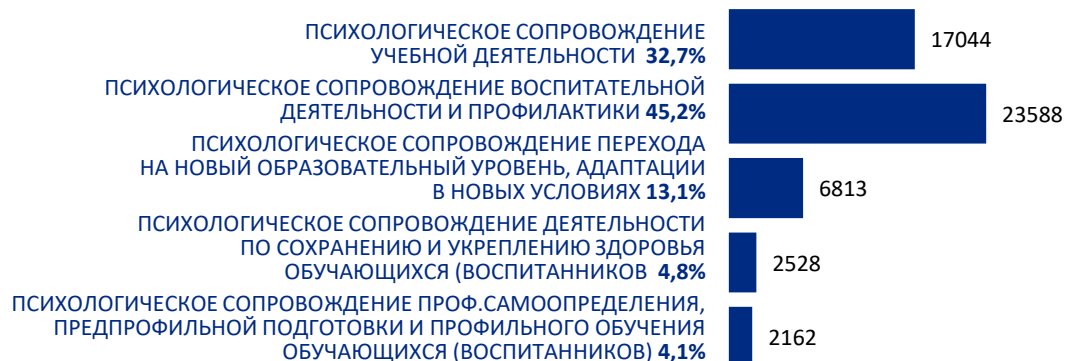 ПСИХОЛОГИЧЕСКОЕ СОПРОВОЖДЕНИЕ
УЧЕБНОЙ ДЕЯТЕЛЬНОСТИ 32,7%
17044
ПСИХОЛОГИЧЕСКОЕ СОПРОВОЖДЕНИЕ ВОСПИТАТЕЛЬНОЙ
ДЕЯТЕЛЬНОСТИ И ПРОФИЛАКТИКИ 45,2%
23588
ПСИХОЛОГИЧЕСКОЕ СОПРОВОЖДЕНИЕ ПЕРЕХОДА
НА НОВЫЙ ОБРАЗОВАТЕЛЬНЫЙ УРОВЕНЬ, АДАПТАЦИИ
В НОВЫХ УСЛОВИЯХ 13,1%
6813
ПСИХОЛОГИЧЕСКОЕ СОПРОВОЖДЕНИЕ ДЕЯТЕЛЬНОСТИ
ПО СОХРАНЕНИЮ И УКРЕПЛЕНИЮ ЗДОРОВЬЯ
ОБУЧАЮЩИХСЯ (ВОСПИТАННИКОВ 4,8%
2528
ПСИХОЛОГИЧЕСКОЕ СОПРОВОЖДЕНИЕ ПРОФ.САМООПРЕДЕЛЕНИЯ,
ПРЕДПРОФИЛЬНОЙ ПОДГОТОВКИ И ПРОФИЛЬНОГО ОБУЧЕНИЯ
ОБУЧАЮЩИХСЯ (ВОСПИТАННИКОВ) 4,1%
2162